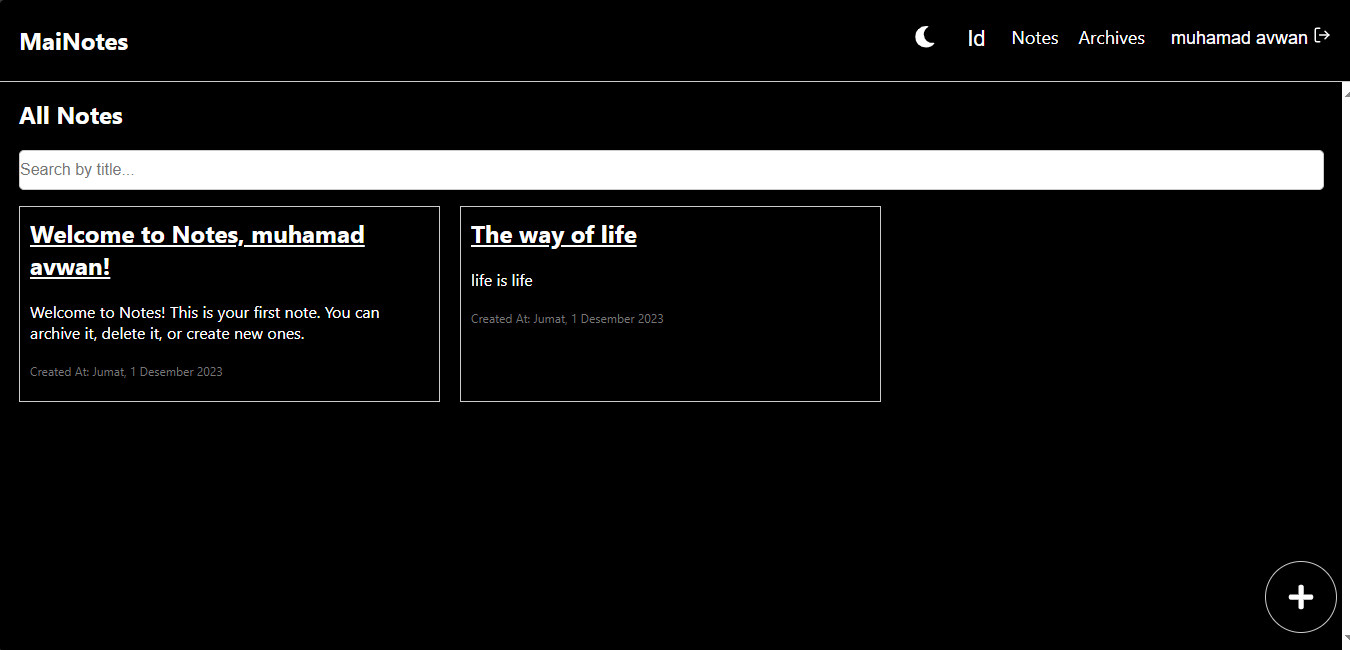 MaiNotes
Id
Notes
Archives
muhamad avwan
All Notes
Search by title...
Welcome to Notes, muhamad
avwan!
Welcome to Notes! This is your first note. You can
archive it, delete it, or create new ones.
Created At: Jumat, 1 Desember 2023
The way of life
life is life
Created At: Jumat, 1 Desember 2023